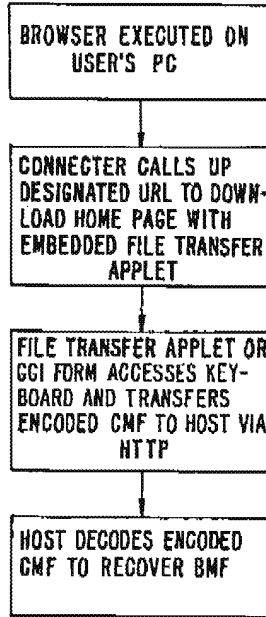 BROWSER EXECUTED ON
USER'S PC
CONNECTER CALLS UP
DESIGNATED URL TO DOWN-
LOAD HOME PAGE WITH
EMBEDDED FILE TRANSFER
APPLET
FILE TRANSFER APPLET OR
CGI FORM ACCESSES KEY-
BOARD AND TRANSFERS
ENCODED CMF TO HOST VIA
HTTP
HOST DECODES ENCODED
CMF TO RECOVER BMF